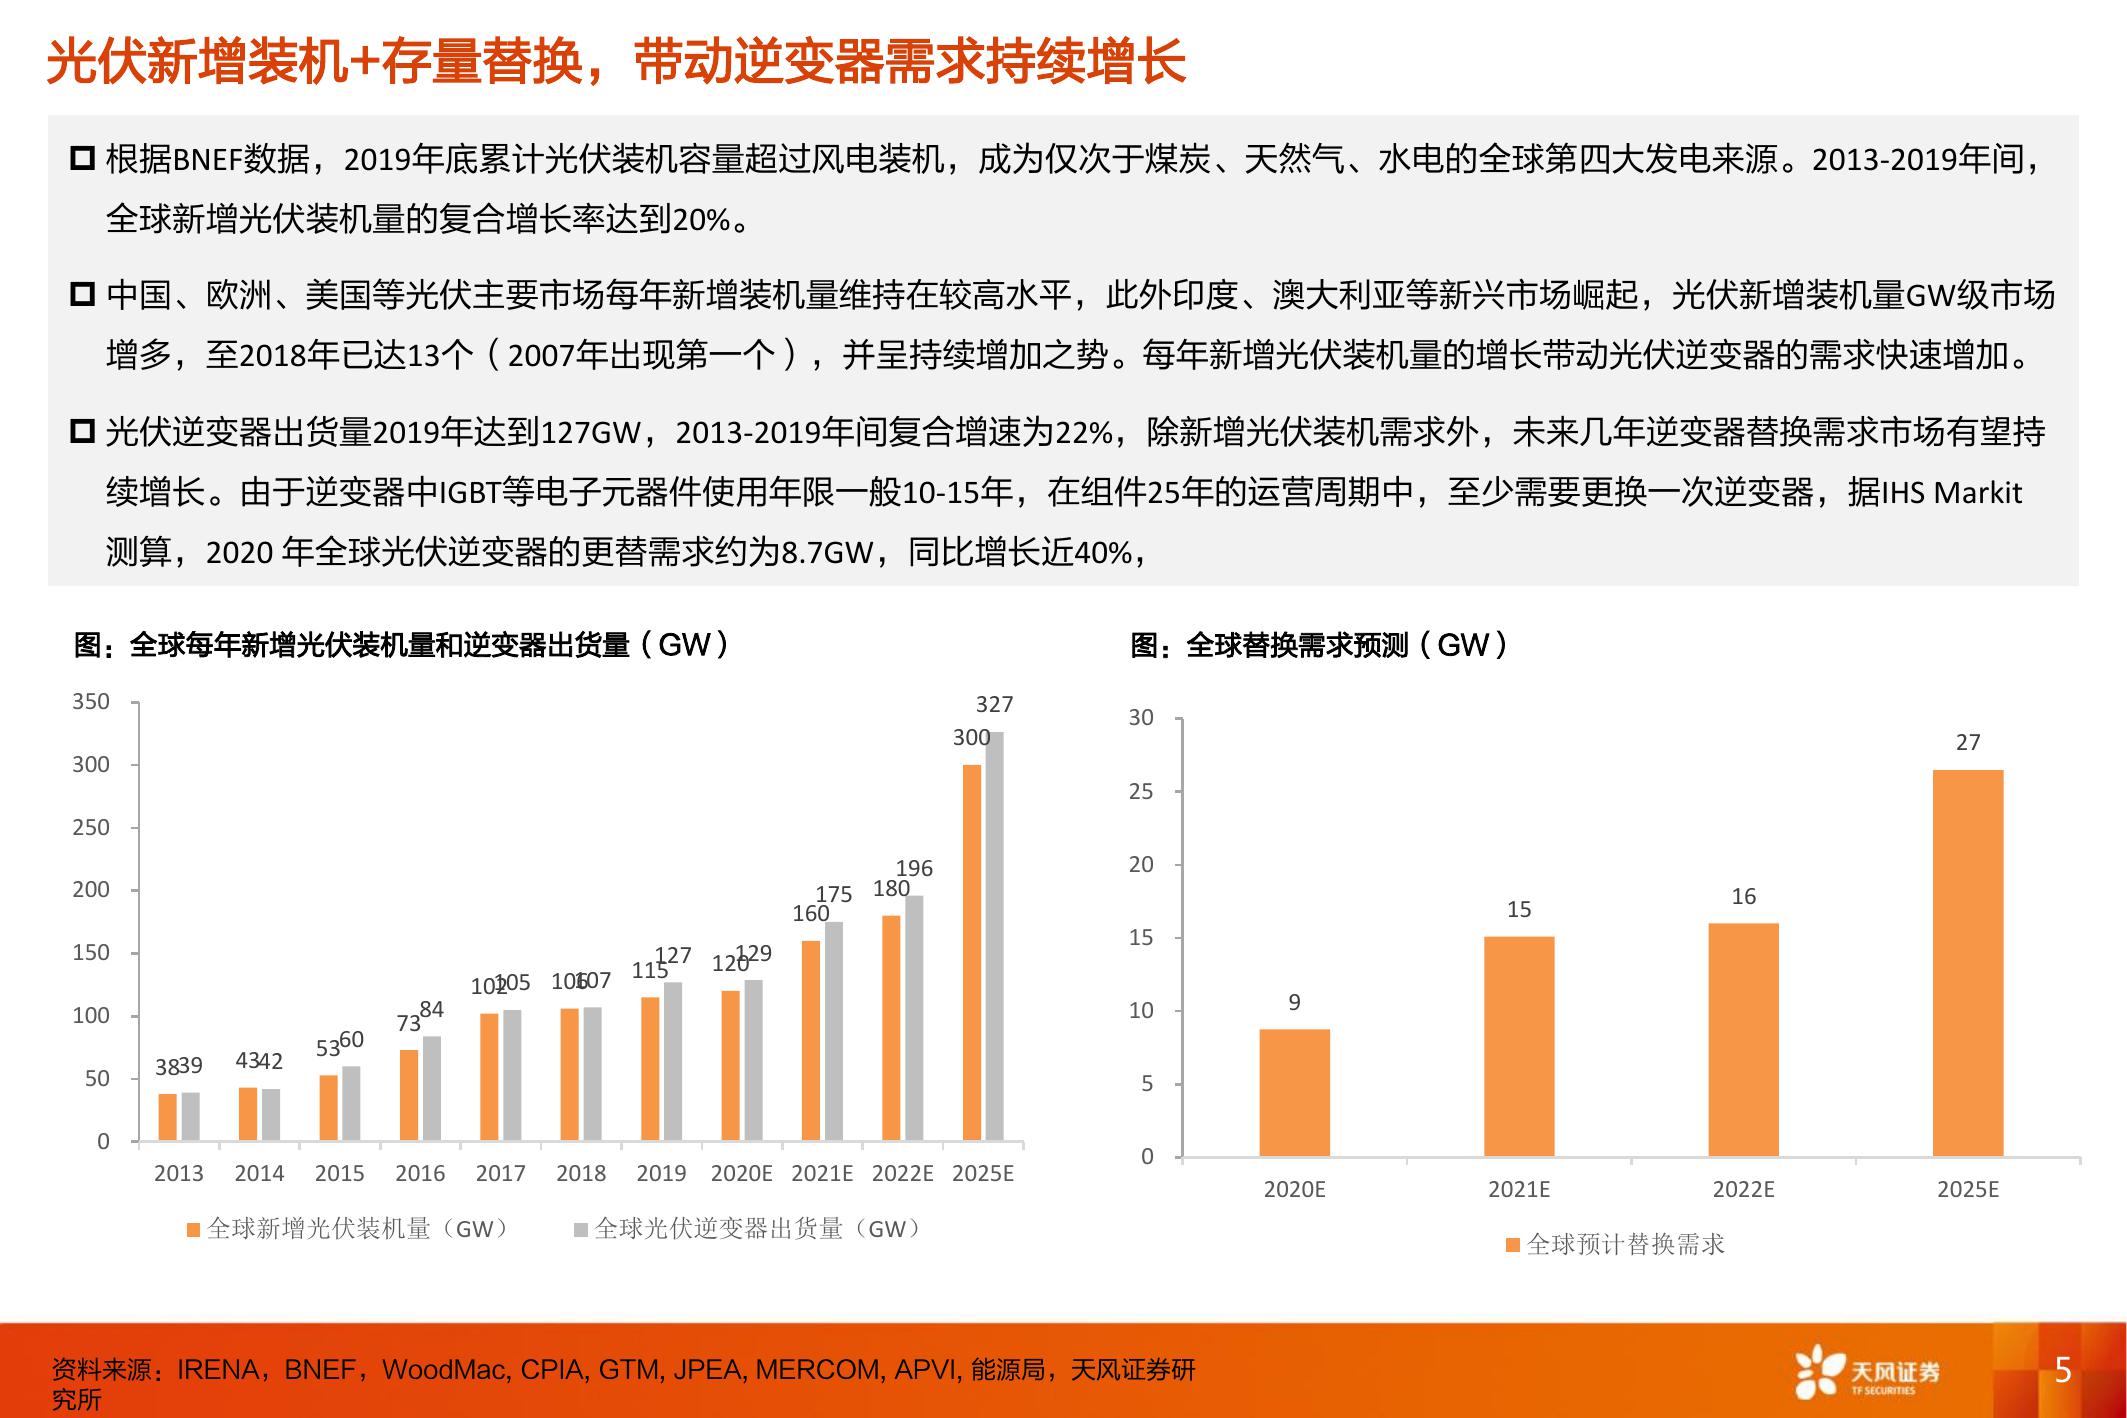 光伏新增装机+存量替换，带动逆变器需求持续增长
根据BNEF数据，2019年底累计光伏装机容量超过风电装机，成为仅次于煤炭、天然气、水电的全球第四大发电来源。2013-2019年间，
全球新增光伏装机量的复合增长率达到20%。
中国、欧洲、美国等光伏主要市场每年新增装机量维持在较高水平，此外印度、澳大利亚等新兴市场崛起，光伏新增装机量GW级市场
增多，至2018年已达13个（2007年出现第一个），并呈持续增加之势。每年新增光伏装机量的增长带动光伏逆变器的需求快速增加。
光伏逆变器出货量2019年达到127GW，2013-2019年间复合增速为22%，除新增光伏装机需求外，未来几年逆变器替换需求市场有望持
续增长。由于逆变器中IGBT等电子元器件使用年限一般10-15年，在组件25年的运营周期中，至少需要更换一次逆变器，据IHS Markit
测算，2020 年全球光伏逆变器的更替需求约为8.7GW，同比增长近40%，
图：全球每年新增光伏装机量和逆变器出货量（GW）
350
300
250
200
150
100
50
0
38 39
43 42
53 60
73 84
102 105
106 107
115 127
120 129
160 175
180 196
300 327
2013 2014 2015 2016 2017 2018 2019 2020E 2021E 2022E 2025E
全球新增光伏装机量（GW） 全球光伏逆变器出货量（GW）
图：全球替换需求预测（GW）
30
25
20
15
10
5
0
9 15 16 27
2020E 2021E 2022E 2025E
全球预计替换需求
资料来源：IRENA，BNEF，WoodMac, CPIA, GTM, JPEA, MERCOM, APVI, 能源局，天风证券研
究所
天风证券
TF SECURITIES
5